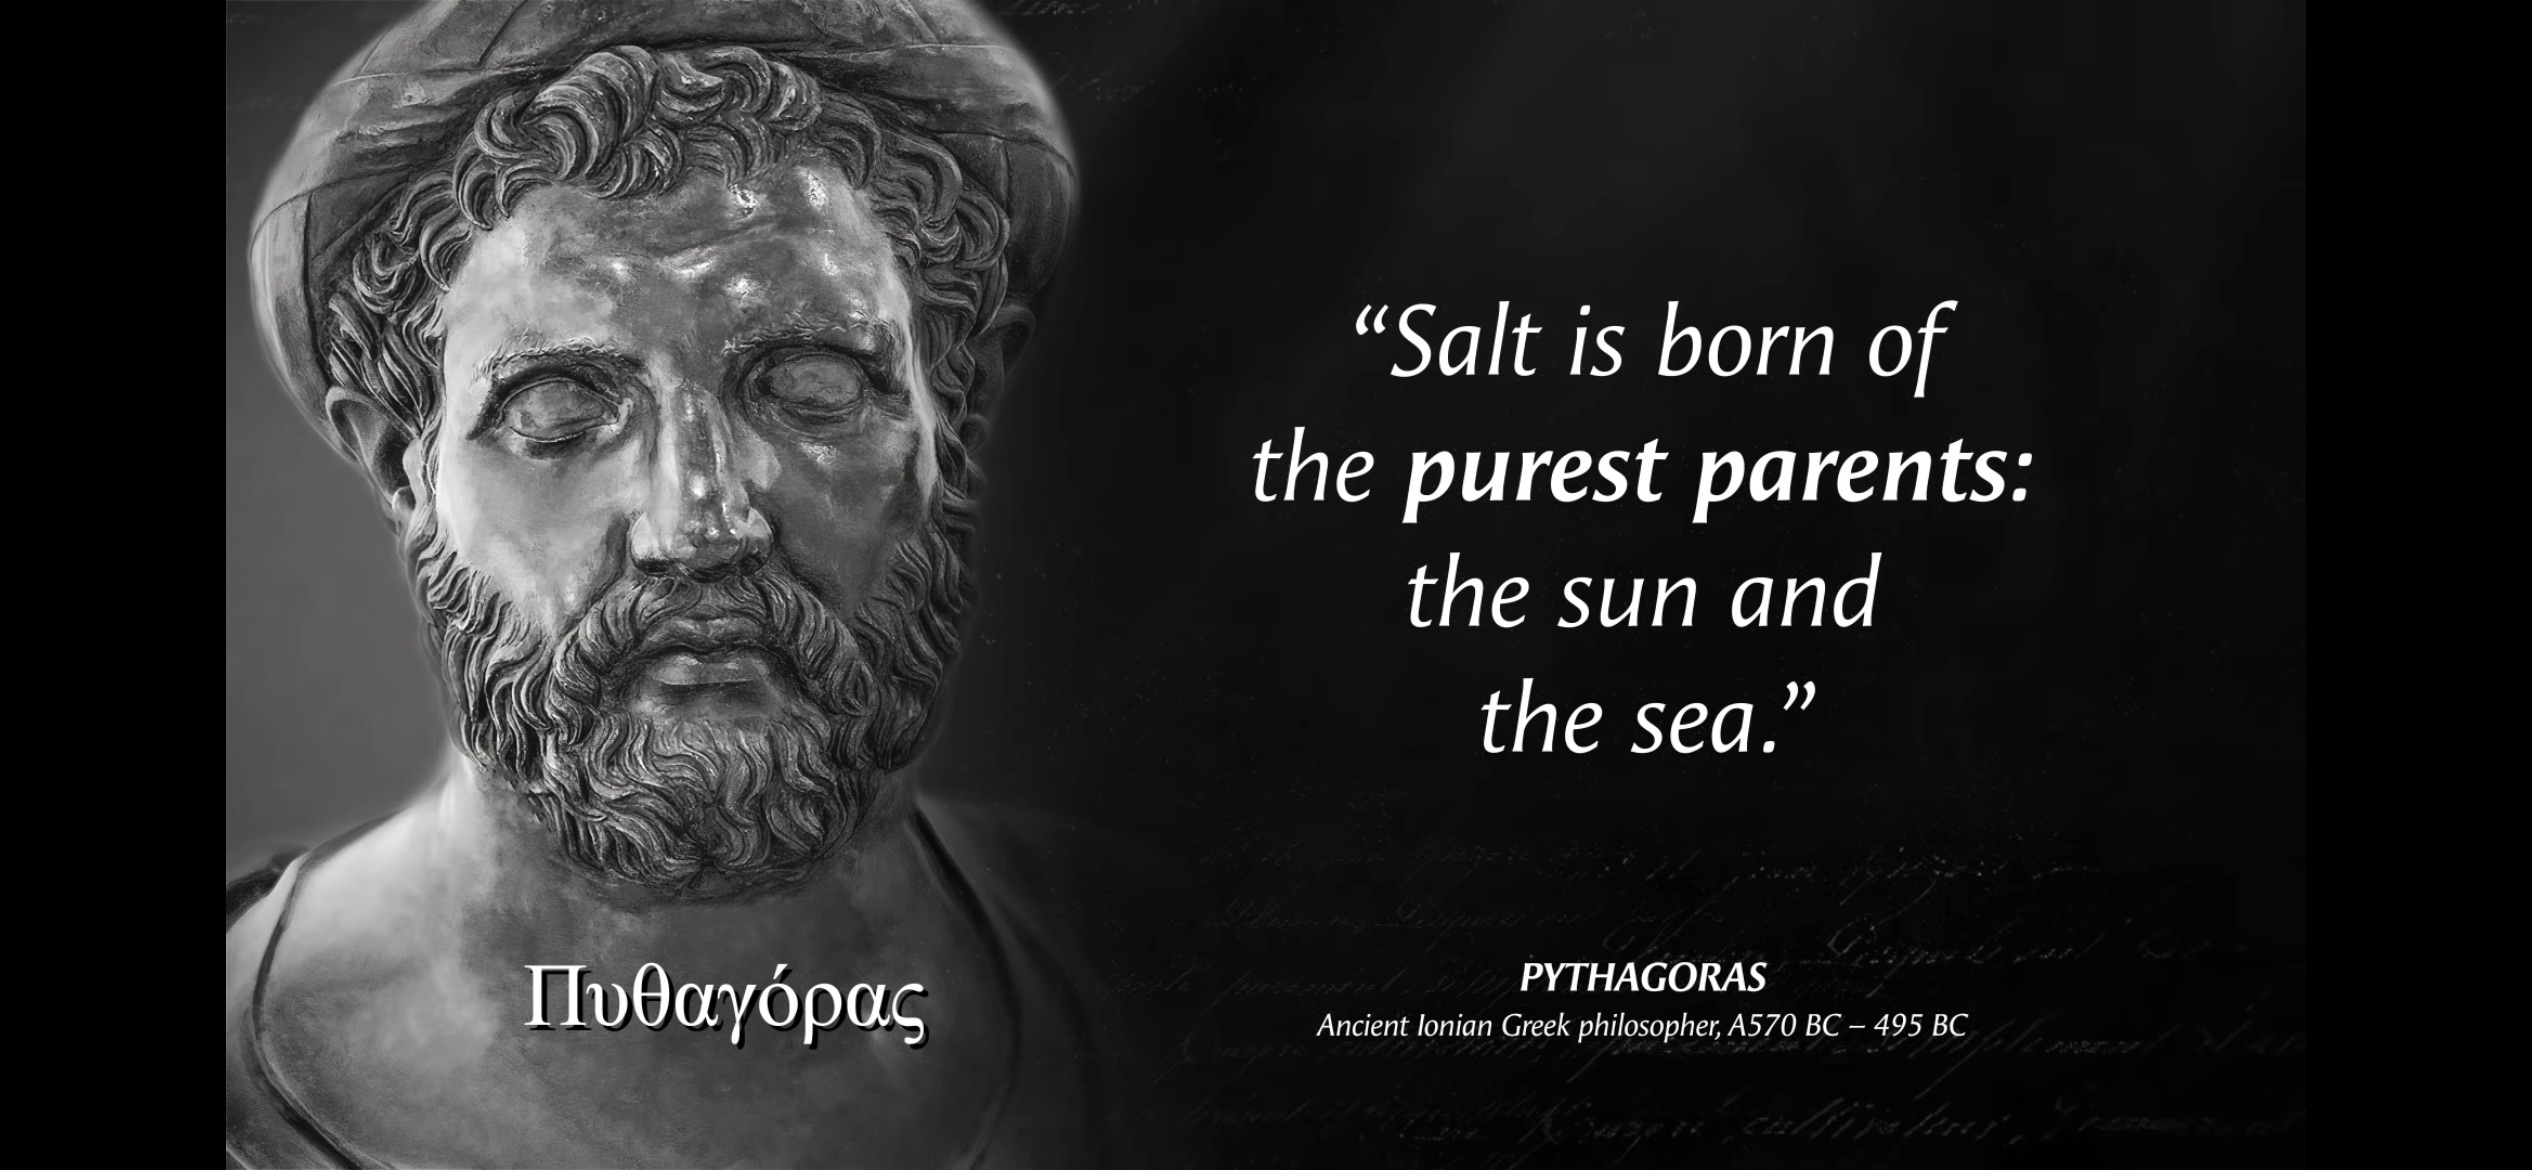 “Salt is born of
the purest parents:
the sun and
the sea.”
Πυθαγόρας
PYTHAGORAS
Ancient Ionian Greek philosopher, A570 BC – 495 BC